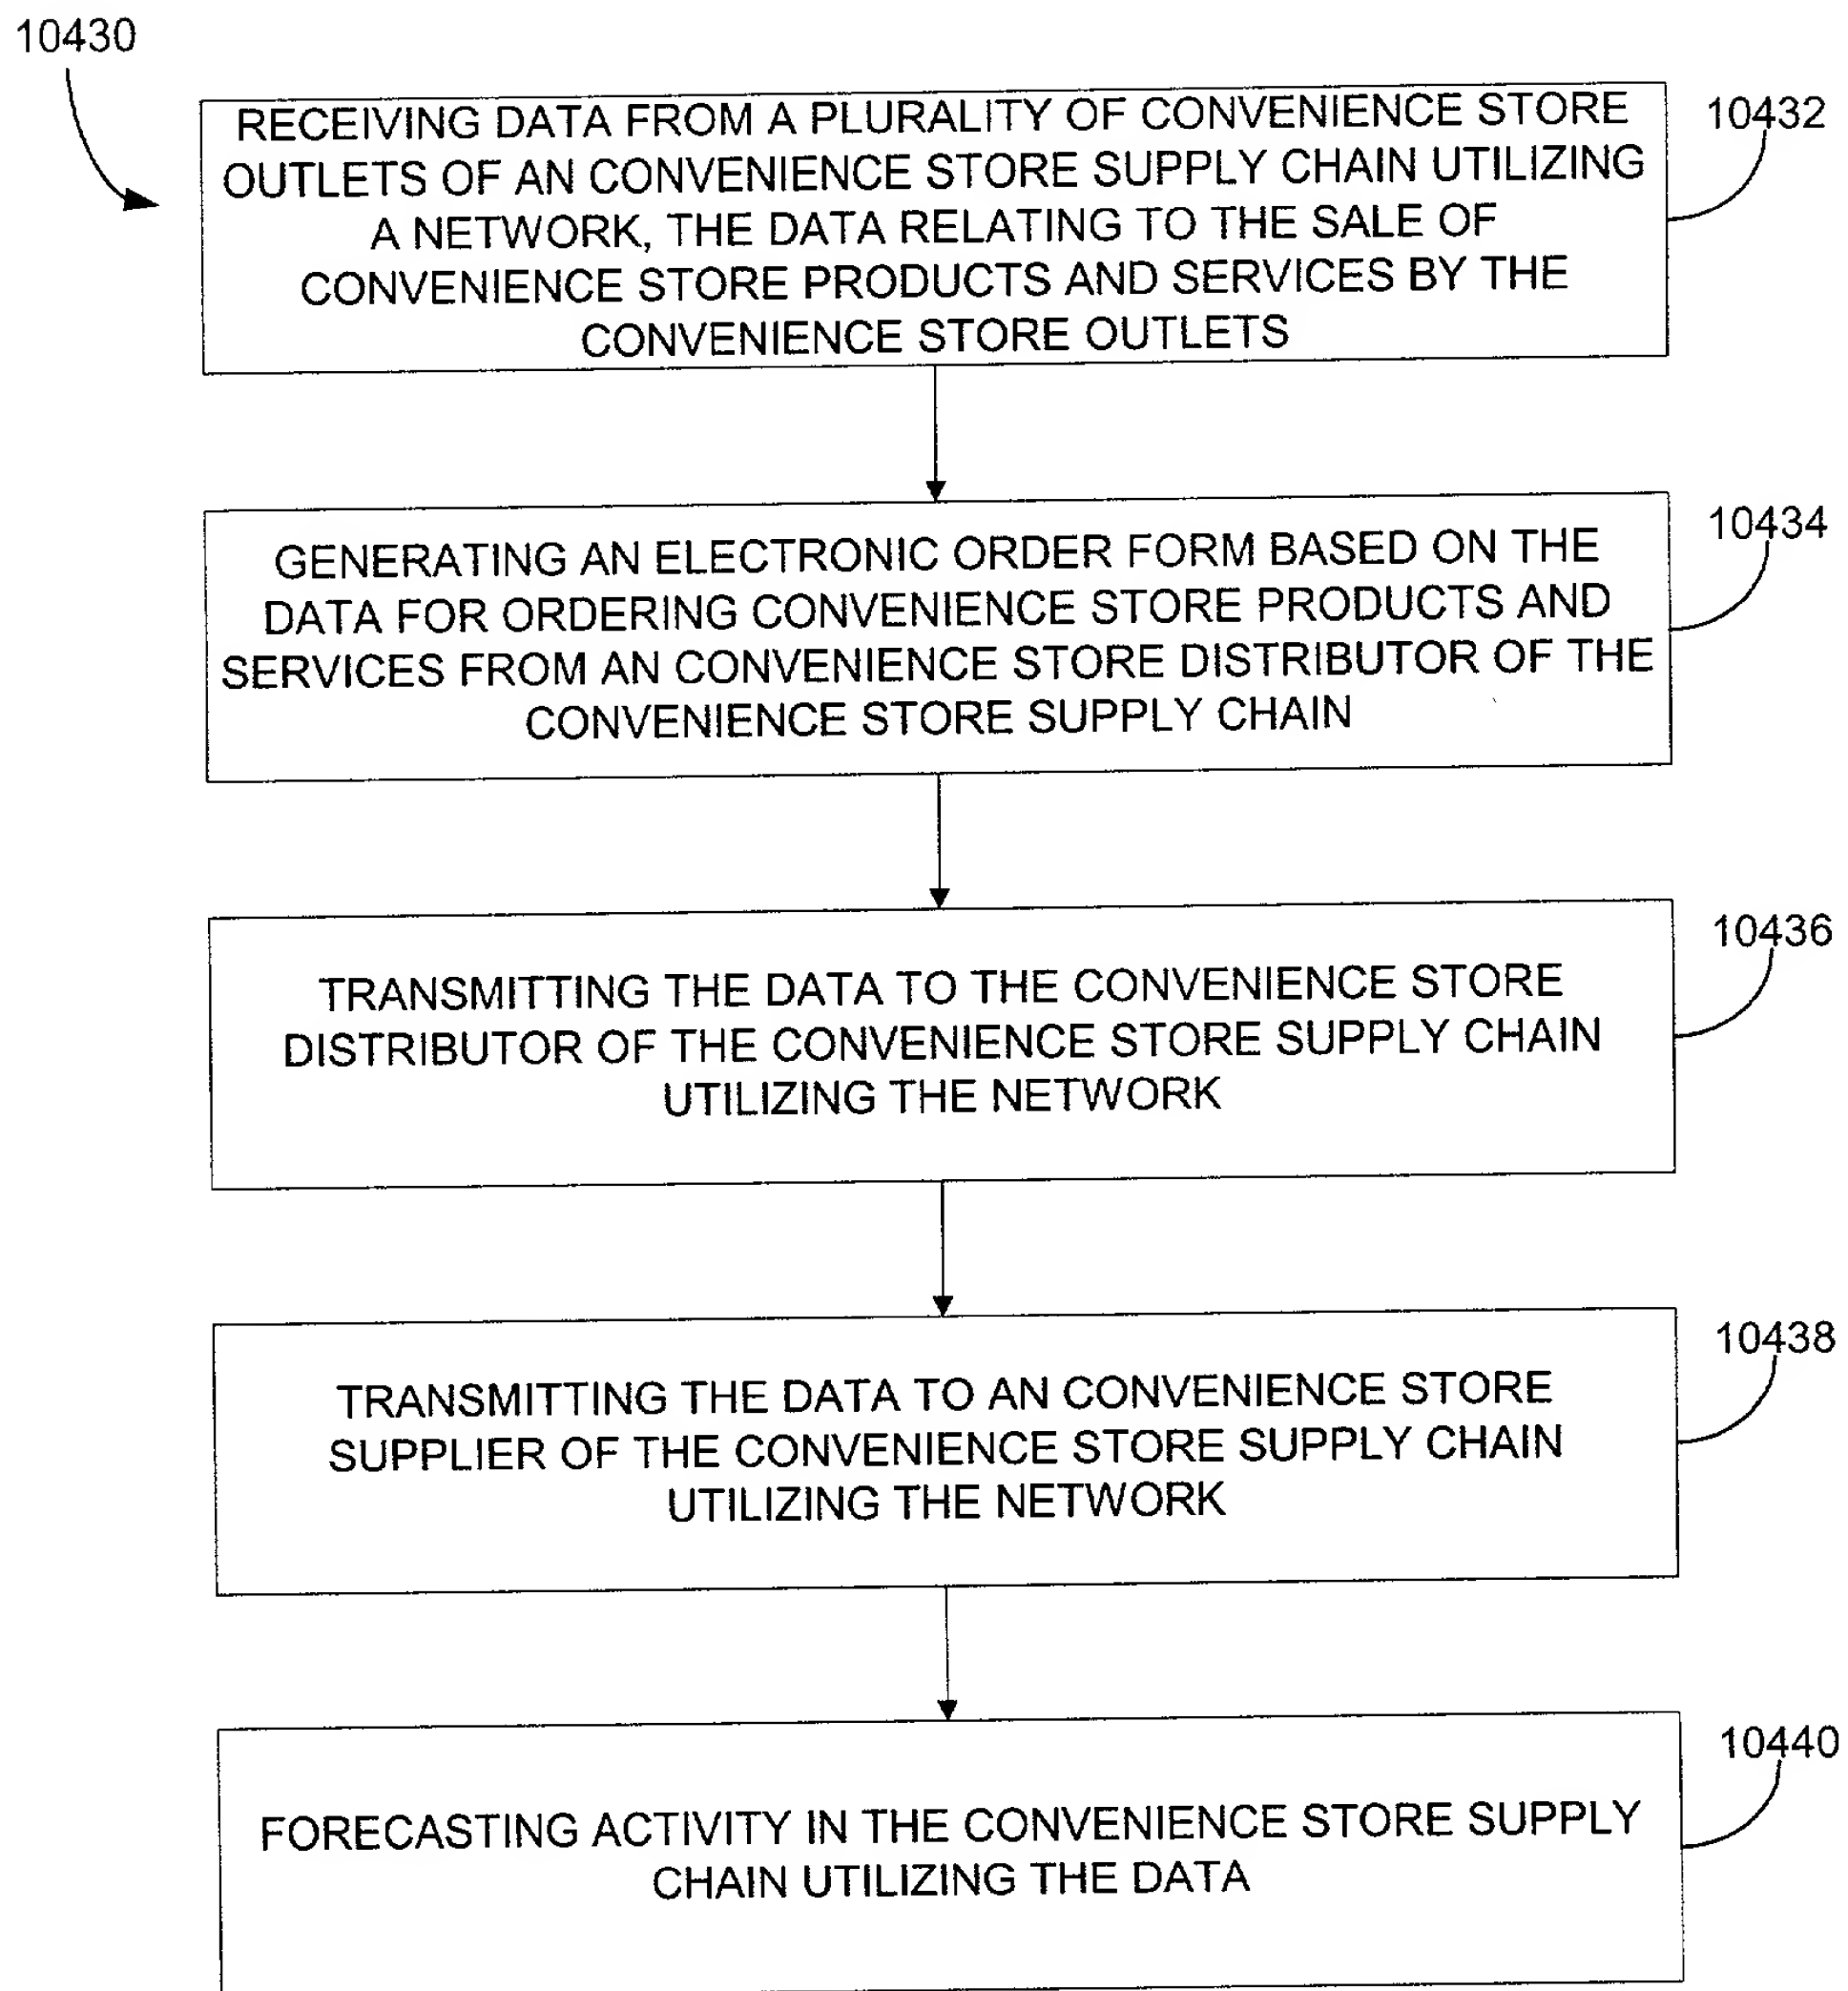 10430
RECEIVING DATA FROM A PLURALITY OF CONVENIENCE STORE
OUTLETS OF AN CONVENIENCE STORE SUPPLY CHAIN UTILIZING
A NETWORK, THE DATA RELATING TO THE SALE OF
CONVENIENCE STORE PRODUCTS AND SERVICES BY THE
CONVENIENCE STORE OUTLETS
10432
GENERATING AN ELECTRONIC ORDER FORM BASED ON THE
DATA FOR ORDERING CONVENIENCE STORE PRODUCTS AND
SERVICES FROM AN CONVENIENCE STORE DISTRIBUTOR OF THE
CONVENIENCE STORE SUPPLY CHAIN
10434
TRANSMITTING THE DATA TO THE CONVENIENCE STORE
DISTRIBUTOR OF THE CONVENIENCE STORE SUPPLY CHAIN
UTILIZING THE NETWORK
10436
TRANSMITTING THE DATA TO AN CONVENIENCE STORE
SUPPLIER OF THE CONVENIENCE STORE SUPPLY CHAIN
UTILIZING THE NETWORK
10438
FORECASTING ACTIVITY IN THE CONVENIENCE STORE SUPPLY
CHAIN UTILIZING THE DATA
10440